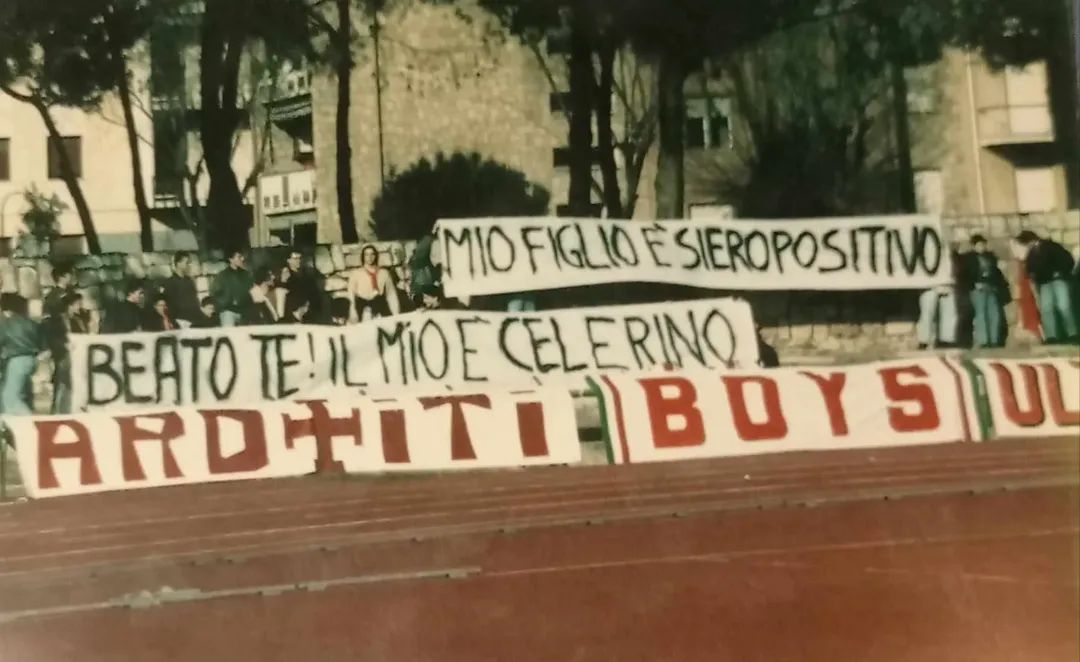 MIO FIGLIO È SIEROPOSITIVO
BEATO TE! IL MIO È CELERINO
ARDITI BOYS